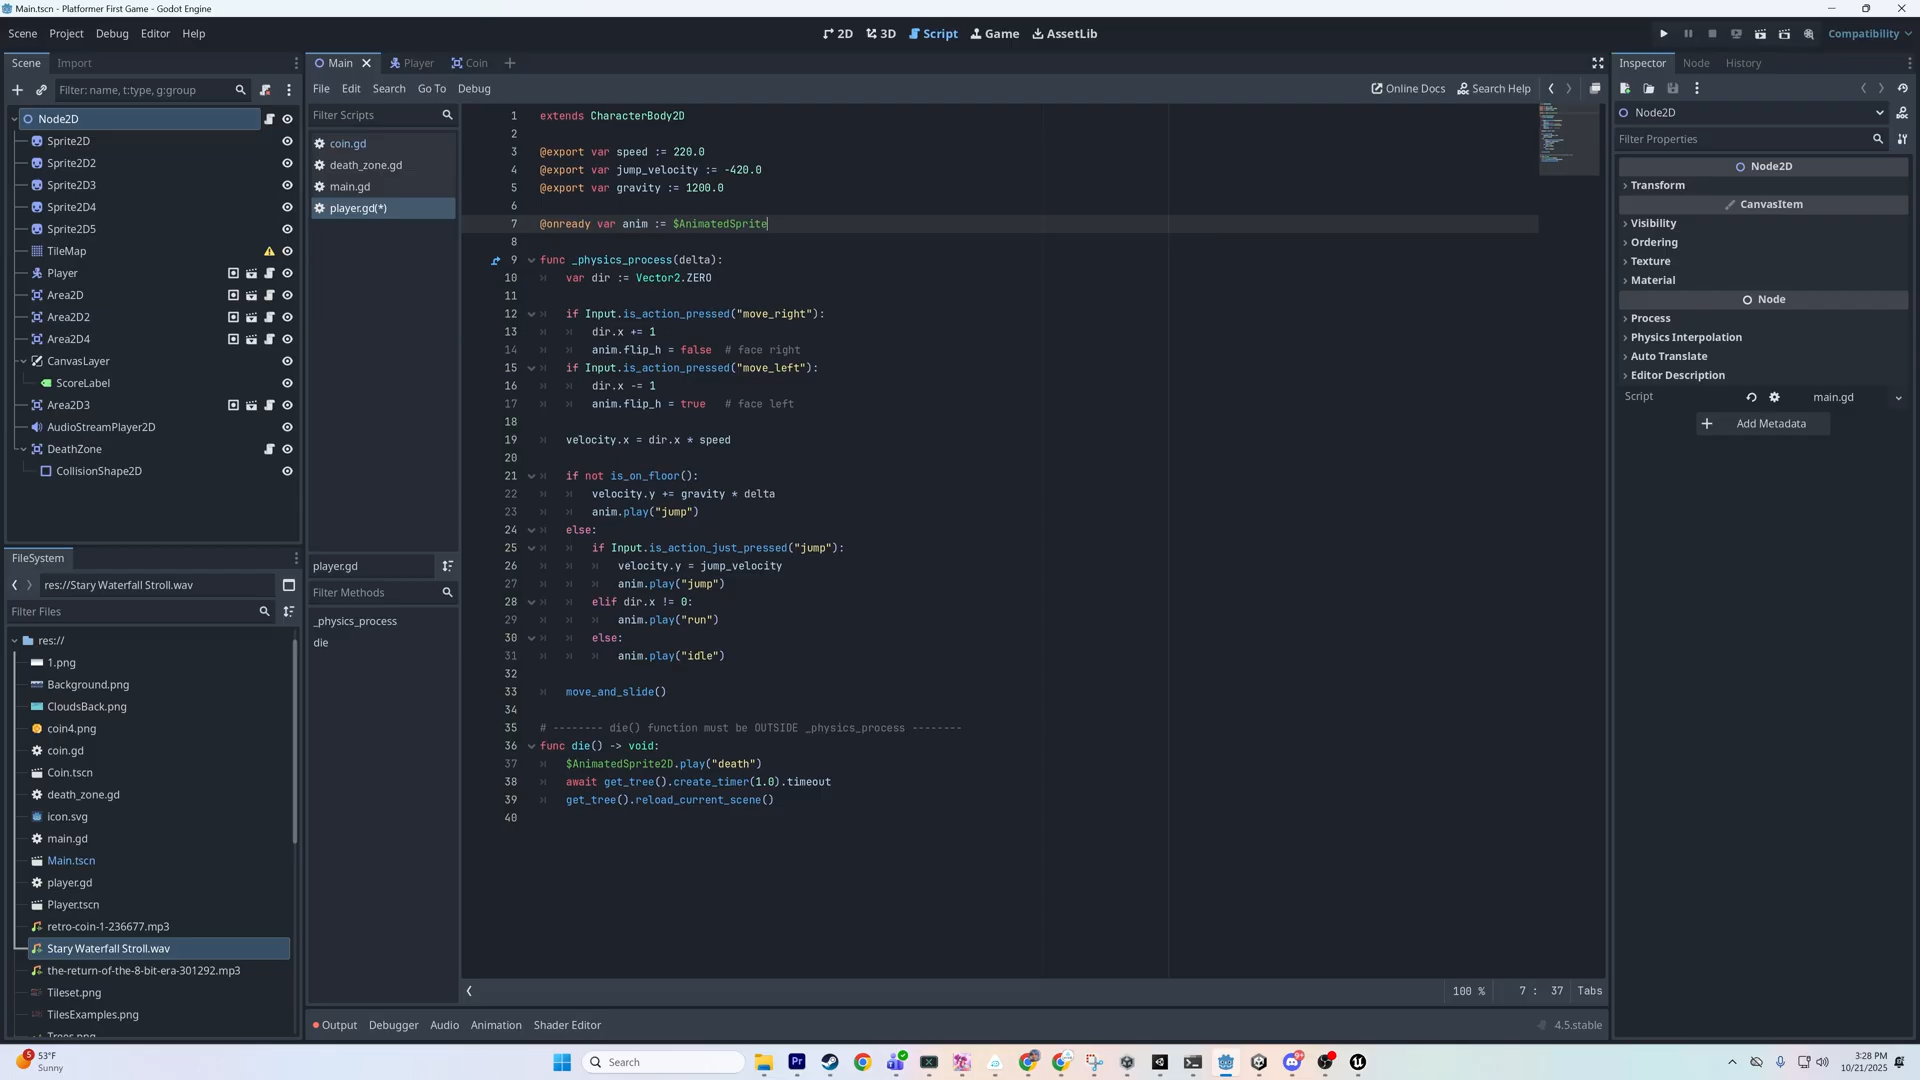 Main.tscn - Platformer First Game - Godot Engine
Scene Project Debug Editor Help
2D 3D Script Game AssetLib
Compatibility
Scene Import
Filter: name, t:type, g:group
Node2D
Sprite2D
Sprite2D2
Sprite2D3
Sprite2D4
Sprite2D5
TileMap
Player
Area2D
Area2D2
Area2D4
CanvasLayer
ScoreLabel
Area2D3
AudioStreamPlayer2D
DeathZone
CollisionShape2D
FileSystem
res://Stary Waterfall Stroll.wav
Filter Files
res://
1.png
Background.png
CloudsBack.png
coin4.png
coin.gd
Coin.tscn
death_zone.gd
icon.svg
main.gd
Main.tscn
player.gd
Player.tscn
retro-coin-1-236677.mp3
Stary Waterfall Stroll.wav
the-return-of-the-8-bit-era-301292.mp3
Tileset.png
TilesExamples.png
Trees.png
Main Player Coin
File Edit Search Go To Debug
Online Docs Search Help
Filter Scripts
coin.gd
death_zone.gd
main.gd
player.gd(*)
player.gd
Filter Methods
_physics_process
die
1 extends CharacterBody2D
2
3 @export var speed := 220.0
4 @export var jump_velocity := -420.0
5 @export var gravity := 1200.0
6
7 @onready var anim := $AnimatedSprite
8
9 func _physics_process(delta):
10 var dir := Vector2.ZERO
11
12 if Input.is_action_pressed("move_right"):
13 dir.x += 1
14 anim.flip_h = false # face right
15 if Input.is_action_pressed("move_left"):
16 dir.x -= 1
17 anim.flip_h = true # face left
18
19 velocity.x = dir.x * speed
20
21 if not is_on_floor():
22 velocity.y += gravity * delta
23 anim.play("jump")
24 else:
25 if Input.is_action_just_pressed("jump"):
26 velocity.y = jump_velocity
27 anim.play("jump")
28 elif dir.x != 0:
29 anim.play("run")
30 else:
31 anim.play("idle")
32
33 move_and_slide()
34
35 # -------- die() function must be OUTSIDE _physics_process --------
36 func die() -> void:
37 $AnimatedSprite2D.play("death")
38 await get_tree().create_timer(1.0).timeout
39 get_tree().reload_current_scene()
40
100 % 7 : 37 Tabs
Output Debugger Audio Animation Shader Editor
4.5.stable
Inspector Node History
Node2D
Filter Properties
Node2D
Transform
CanvasItem
Visibility
Ordering
Texture
Material
Node
Process
Physics Interpolation
Auto Translate
Editor Description
Script main.gd
Add Metadata
5
53°F
Sunny
Search
Pr
3:28 PM
10/21/2025